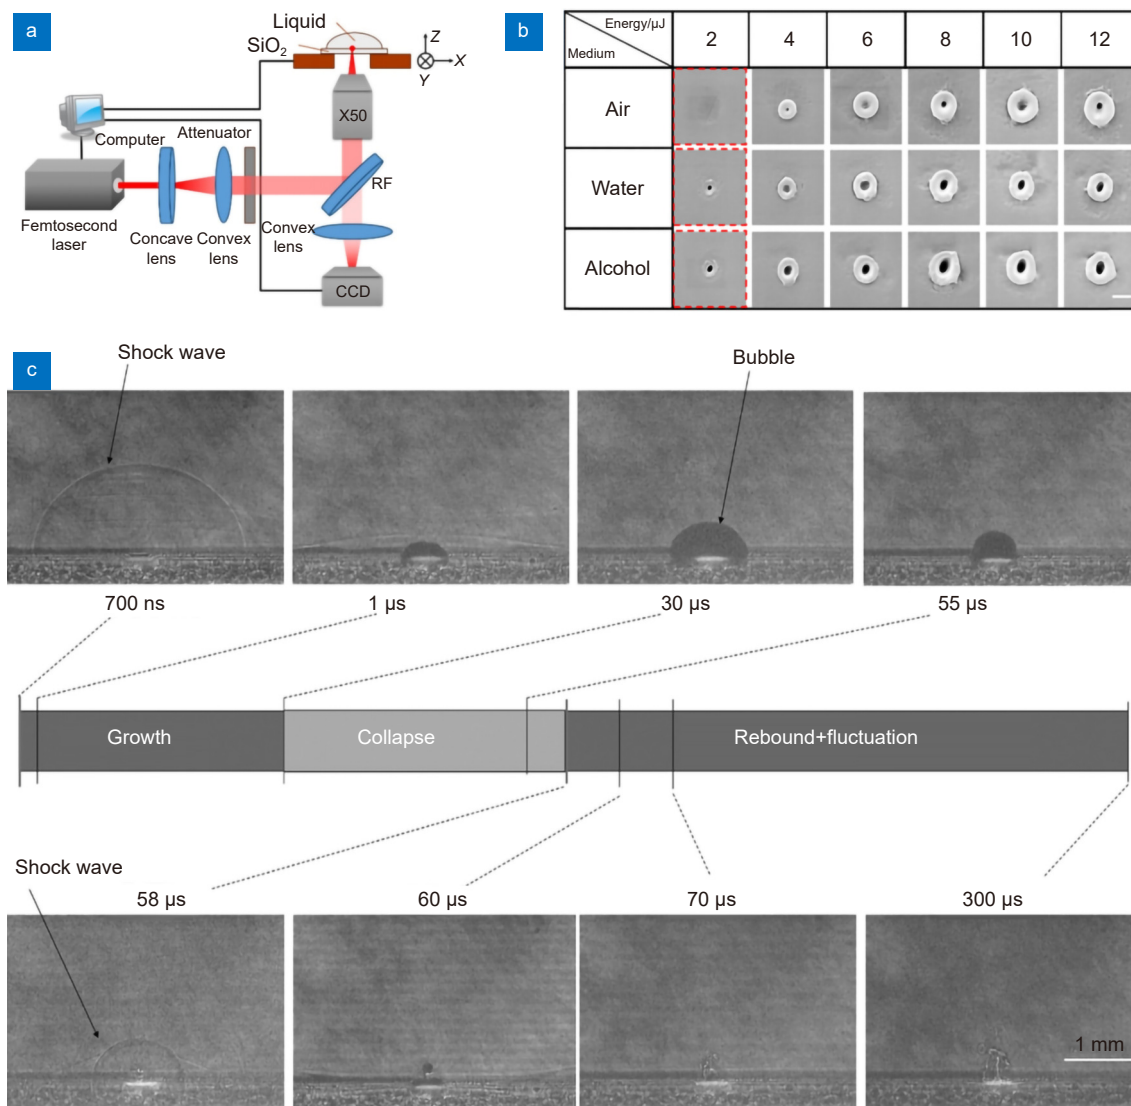 a
Liquid
SiO2
Z
X
Y
X50
Computer
Attenuator
RF
Femtosecond
laser
Concave
lens
Convex
lens
Convex
lens
CCD
b
Energy/µJ
Medium
2 4 6 8 10 12
Air
Water
Alcohol
c
Shock wave
Bubble
700 ns 1 µs 30 µs 55 µs
Growth Collapse Rebound+fluctuation
Shock wave
58 µs 60 µs 70 µs 300 µs
1 mm